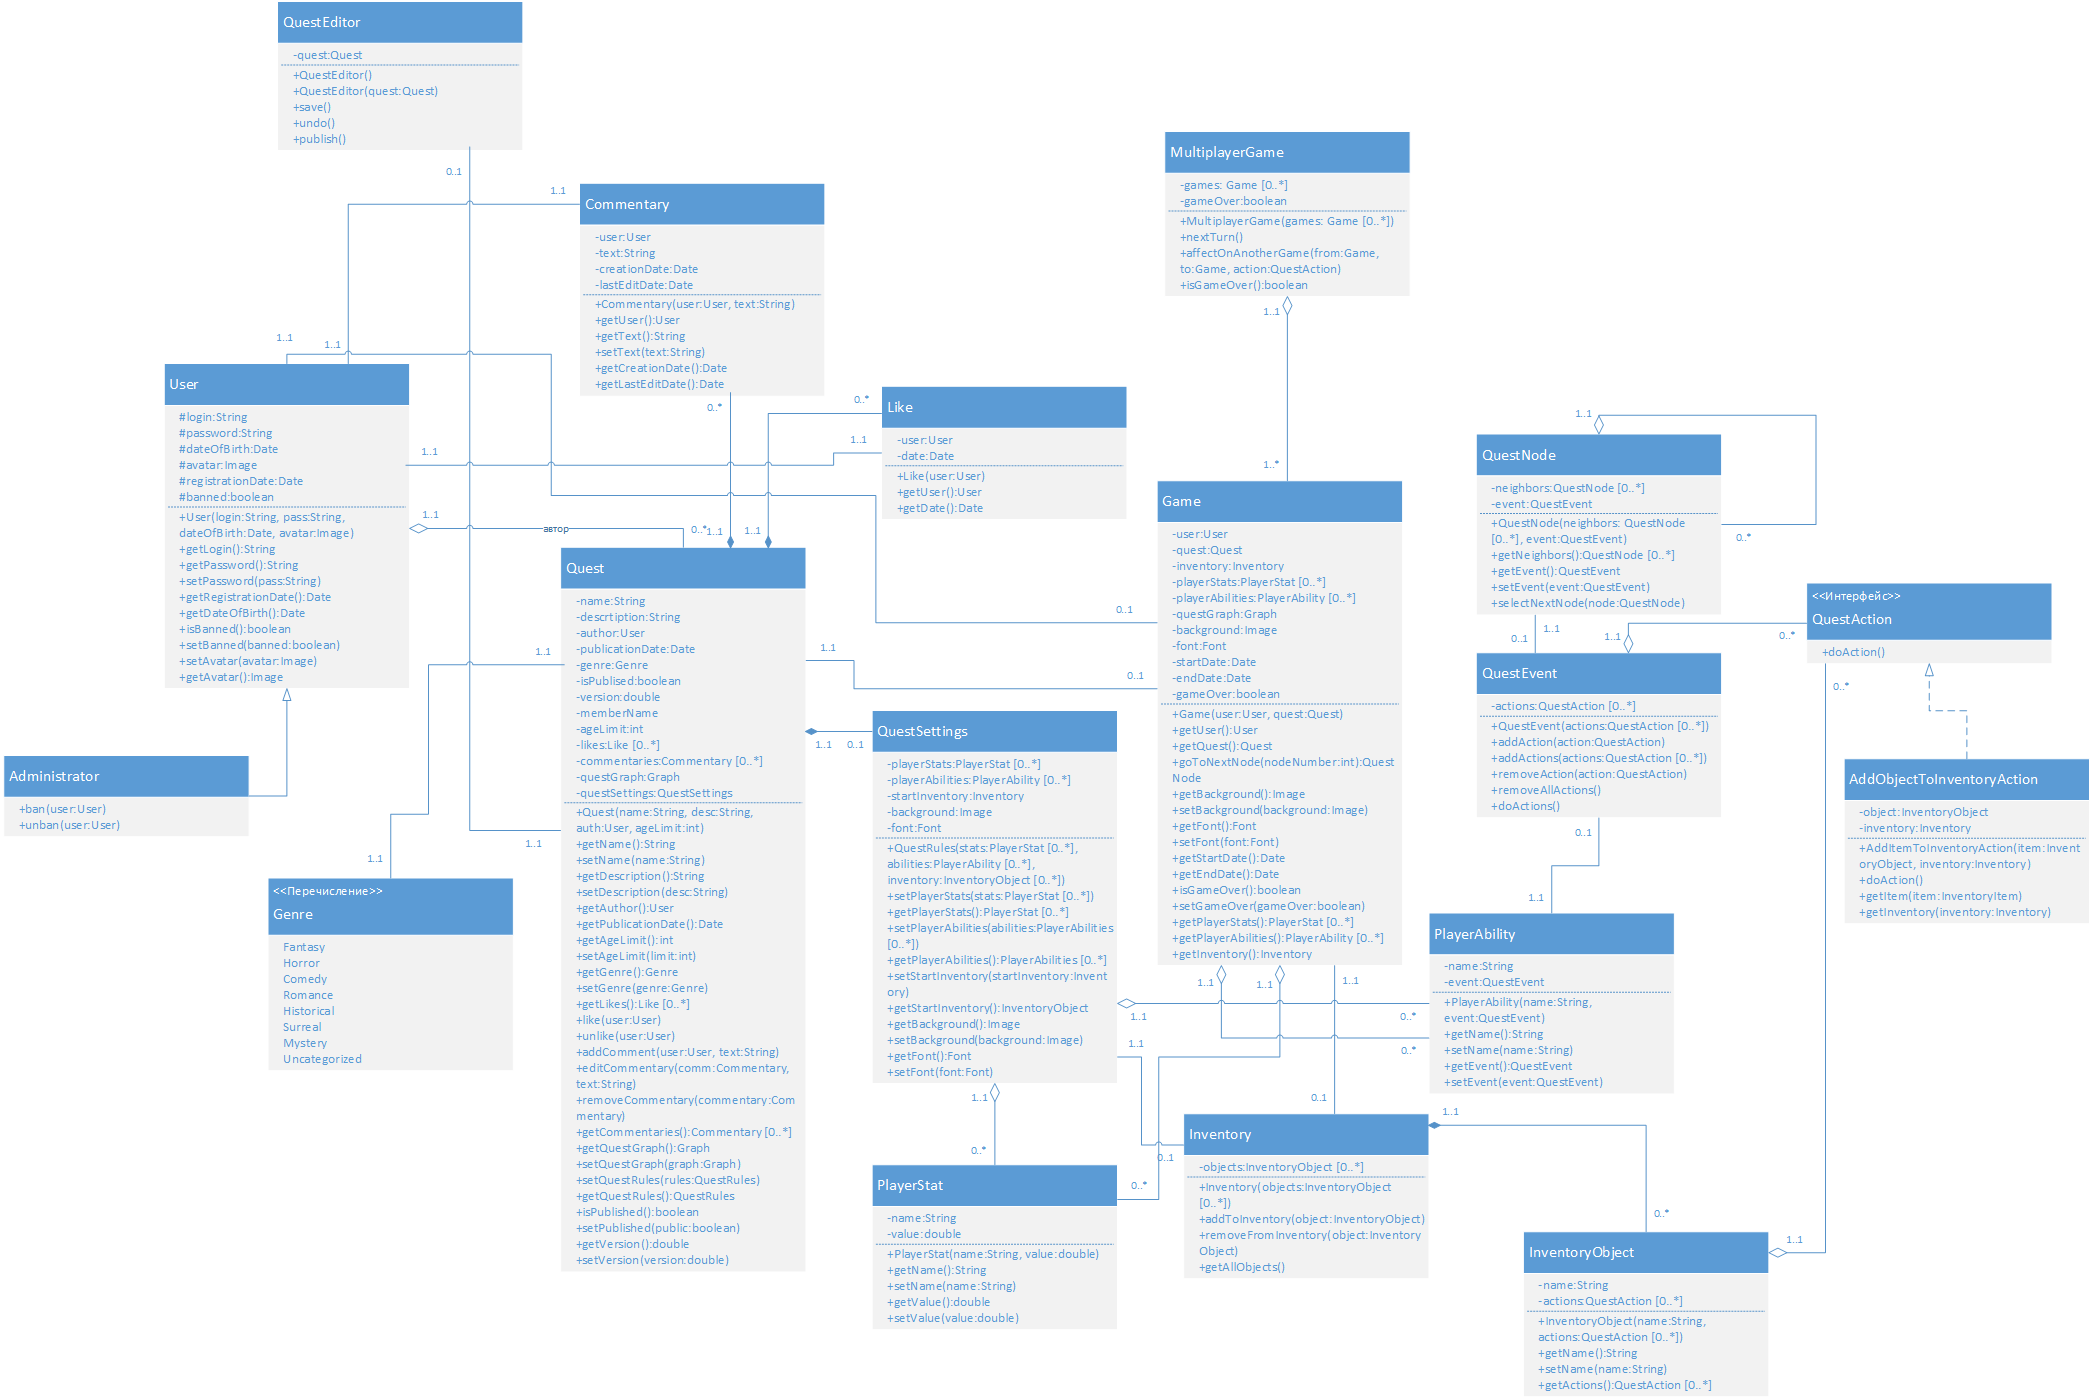 QuestEditor
-quest:Quest
+QuestEditor()
+QuestEditor(quest:Quest)
+save()
+undo()
+publish()
0..1
1..1
Commentary
-user:User
-text:String
-creationDate:Date
-lastEditDate:Date
+Commentary(user:User, text:String)
+getUser():User
+getText():String
+setText(text:String)
+getCreationDate():Date
+getLastEditDate():Date
0..*
MultiplayerGame
-games: Game [0..*]
-gameOver:boolean
+MultiplayerGame(games: Game [0..*])
+nextTurn()
+affectOnAnotherGame(from:Game,
to:Game, action:QuestAction)
+isGameOver():boolean
1..1
1..*
1..1
1..1
User
#login:String
#password:String
#dateOfBirth:Date
#avatar:Image
#registrationDate:Date
#banned:boolean
+User(login:String, pass:String,
dateOfBirth:Date, avatar:Image)
+getLogin():String
+getPassword():String
+setPassword(pass:String)
+getRegistrationDate():Date
+getDateOfBirth():Date
+isBanned():boolean
+setBanned(banned:boolean)
+setAvatar(avatar:Image)
+getAvatar():Image
1..1
1..1
автор
0..*
1..1
1..1
0..*
1..1
Like
-user:User
-date:Date
+Like(user:User)
+getUser():User
+getDate():Date
Administrator
+ban(user:User)
+unban(user:User)
1..1
1..1
1..1
<<Перечисление>>
Genre
Fantasy
Horror
Comedy
Romance
Historical
Surreal
Mystery
Uncategorized
Quest
-name:String
-descrtiption:String
-author:User
-publicationDate:Date
-genre:Genre
-isPublised:boolean
-version:double
-memberName
-ageLimit:int
-likes:Like [0..*]
-commentaries:Commentary [0..*]
-questGraph:Graph
-questSettings:QuestSettings
+Quest(name:String, desc:String,
auth:User, ageLimit:int)
+getName():String
+setName(name:String)
+getDescription():String
+setDescription(desc:String)
+getAuthor():User
+getPublicationDate():Date
+getAgeLimit(): int
+setAgeLimit(limit:int)
+getGenre():Genre
+setGenre(genre:Genre)
+getLikes():Like [0..*]
+like(user:User)
+unlike(user:User)
+addComment(user:User, text:String)
+editCommentary(comm:Commentary,
text:String)
+removeCommentary(commentary:Com
mentary)
+getCommentaries():Commentary [0..*]
+getQuestGraph():Graph
+setQuestGraph(graph:Graph)
+setQuestRules(rules:QuestRules)
+getQuestRules():QuestRules
+isPublished():boolean
+setPublished(public:boolean)
+getVersion():double
+setVersion(version:double)
1..1
0..1
0..1
1..1
0..1
QuestSettings
-playerStats:PlayerStat [0..*]
-playerAbilities:PlayerAbility [0..*]
-startInventory:Inventory
-background:Image
-font:Font
+QuestRules(stats:PlayerStat [0..*],
abilities:PlayerAbility [0..*],
inventory:InventoryObject [0..*])
+setPlayerStats(stats:PlayerStat [0..*])
+getPlayerStats():PlayerStat [0..*]
+setPlayerAbilities(abilities:PlayerAbilities
[0..*])
+getPlayerAbilities():PlayerAbilities [0..*]
+setStartInventory(startInventory:Invent
ory)
+getStartInventory():InventoryObject
+getBackground():Image
+setBackground(background:Image)
+getFont():Font
+setFont(font:Font)
1..1
0..*
1..1
1..1
PlayerStat
-name:String
-value:double
+PlayerStat(name:String, value:double)
+getName():String
+setName(name:String)
+getValue():double
+setValue(value:double)
0..*
0..1
Game
-user:User
-quest:Quest
-inventory:Inventory
-playerStats:PlayerStat [0..*]
-playerAbilities:PlayerAbility [0..*]
-questGraph:Graph
-background:Image
-font:Font
-startDate:Date
-endDate:Date
-gameOver:boolean
+Game(user:User, quest:Quest)
+getUser():User
+getQuest():Quest
+goToNextNode(nodeNumber:int):Quest
Node
+getBackground():Image
+setBackground(background:Image)
+getFont():Font
+setFont(font:Font)
+getStartDate():Date
+getEndDate():Date
+isGameOver():boolean
+setGameOver(gameOver:boolean)
+getPlayerStats():PlayerStat [0..*]
+getPlayerAbilities():PlayerAbility [0..*]
+getInventory():Inventory
1..1
1..1
1..1
0..*
0..*
0..1
Inventory
-objects:InventoryObject [0..*]
+Inventory(objects:InventoryObject
[0..*])
+addToInventory(object:InventoryObject)
+removeFromInventory(object:Inventory
Object)
+getAllObjects()
1..1
0..*
1..1
QuestNode
-neighbors:QuestNode [0..*]
-event:QuestEvent
+QuestNode(neighbors: QuestNode
[0..*], event:QuestEvent)
+getNeighbors():QuestNode [0..*]
+getEvent():QuestEvent
+setEvent(event:QuestEvent)
+selectNextNode(node:QuestNode)
0..*
0..1
1..1
1..1
0..*
<<Интерфейс>>
QuestAction
+doAction()
0..*
QuestEvent
-actions:QuestAction [0..*]
+QuestEvent(actions:QuestAction [0..*])
+addAction(action:QuestAction)
+addActions(actions:QuestAction [0..*])
+removeAction(action:QuestAction)
+removeAllActions()
+doActions()
0..1
1..1
AddObjectToInventoryAction
-object:InventoryObject
-inventory:Inventory
+AddItemToInventoryAction(item:Invent
oryObject, inventory:Inventory)
+doAction()
+getItem(item:InventoryItem)
+getInventory(inventory:Inventory)
PlayerAbility
-name:String
-event:QuestEvent
+PlayerAbility(name:String,
event:QuestEvent)
+getName():String
+setName(name:String)
+getEvent():QuestEvent
+setEvent(event:QuestEvent)
InventoryObject
-name:String
-actions:QuestAction [0..*]
+InventoryObject(name:String,
actions:QuestAction [0..*])
+getName():String
+setName(name:String)
+getActions():QuestAction [0..*]
1..1